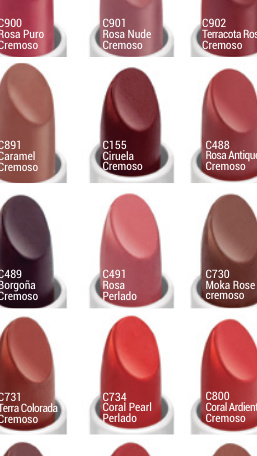 C900
Rosa Puro
Cremoso
C901
Rosa Nude
Cremoso
C902
Terracota Ros
Cremoso
C891
Caramel
Cremoso
C155
Ciruela
Cremoso
C488
Rosa Antiqu
Cremoso
C489
Borgoña
Cremoso
C491
Rosa
Perlado
C730
Moka Rose
cremoso
C731
Terra Colorada
Cremoso
C734
Coral Pearl
Perlado
C800
Coral Ardient
Cremoso